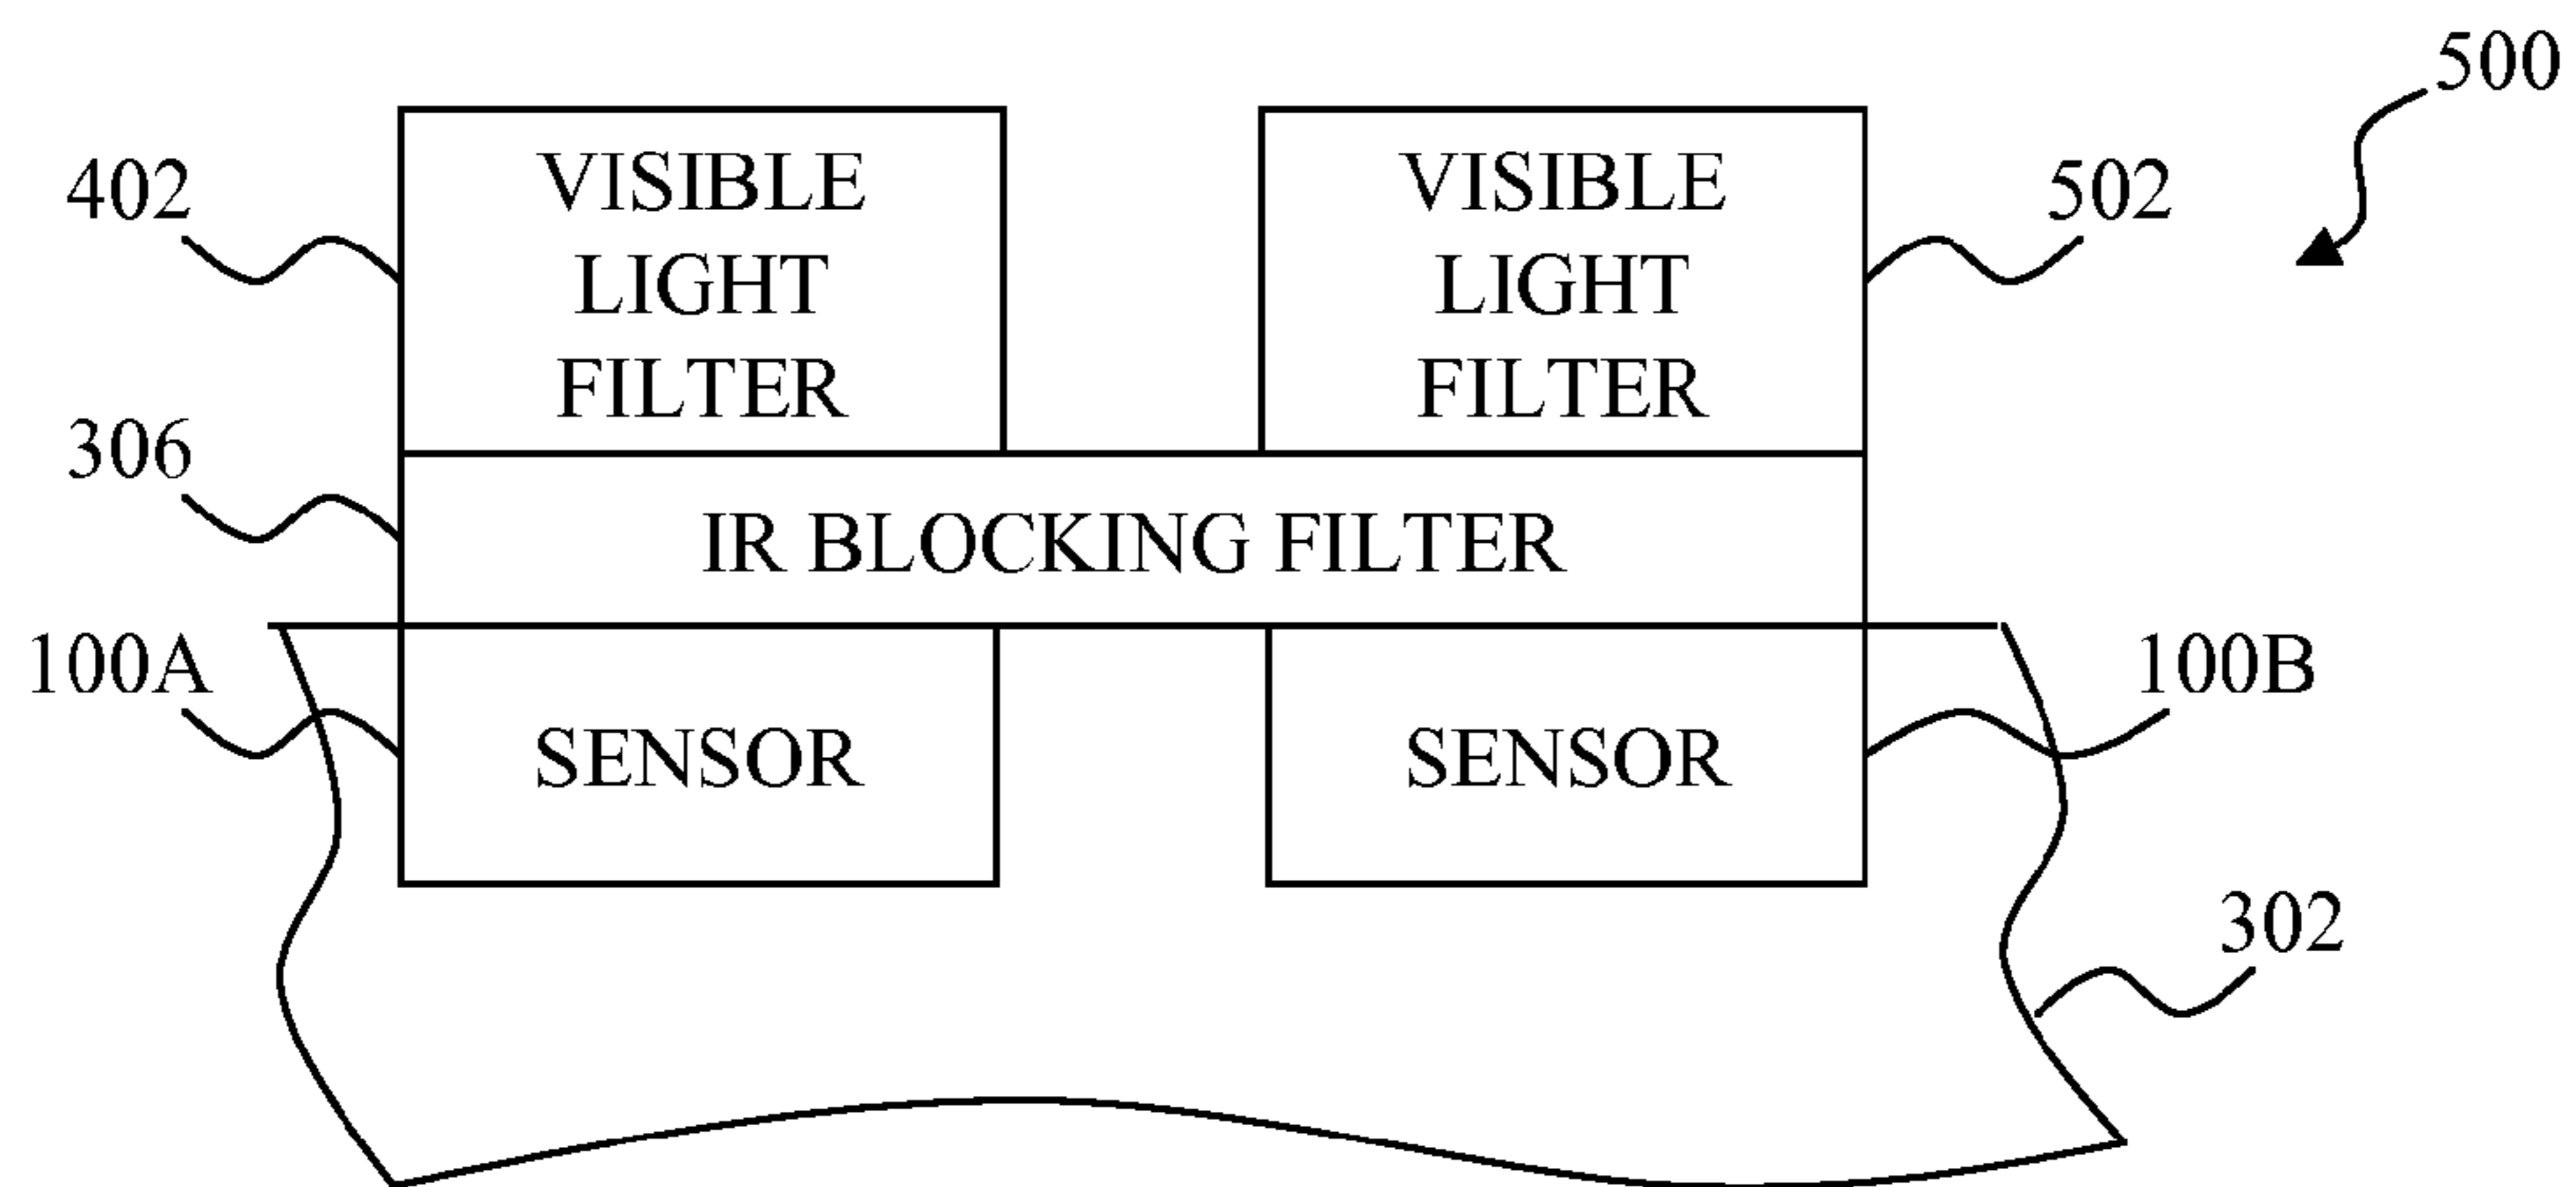 500
402
VISIBLE
LIGHT
FILTER
VISIBLE
LIGHT
FILTER
502
306
IR BLOCKING FILTER
100A
SENSOR
SENSOR
100B
302